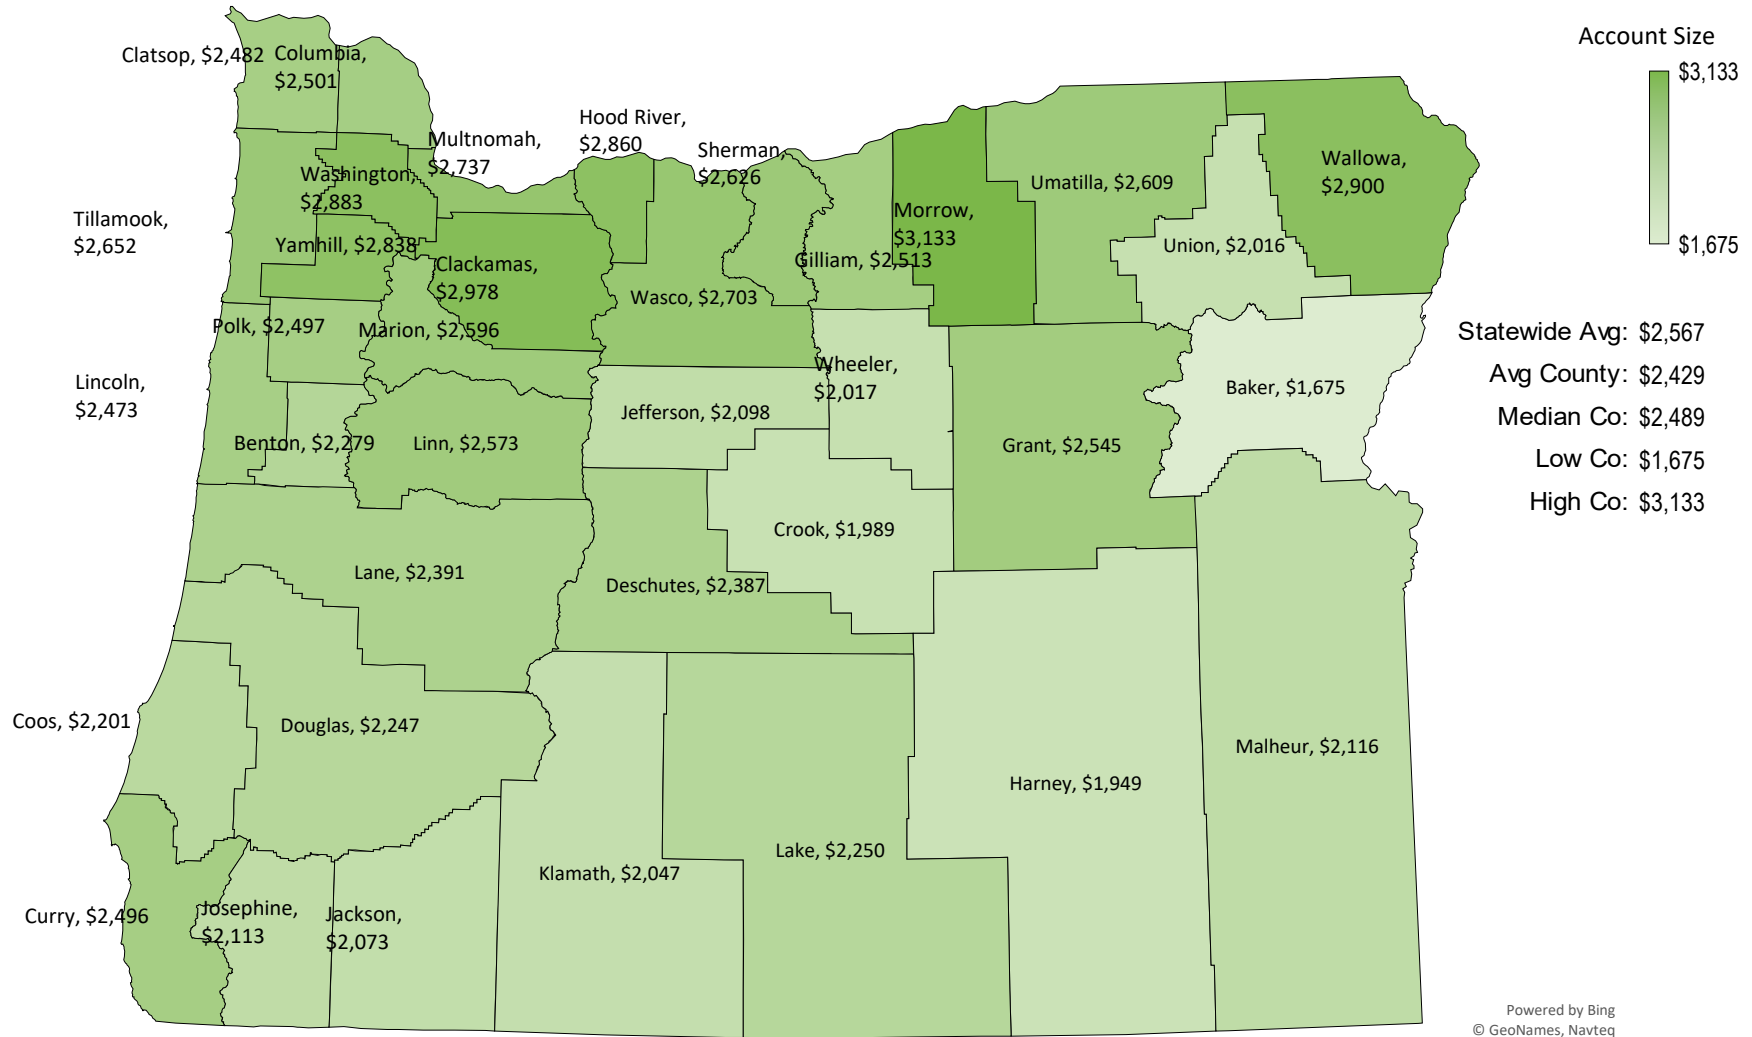 Clatsop, $2,482
Columbia,
$2,501
Multnomah,
$2,737
Hood River,
$2,860
Sherman,
$2,626
Washington,
$2,883
Tillamook,
$2,652
Yamhill, $2,838
Clackamas,
$2,978
Wasco, $2,703
Gilliam, $2,513
Morrow,
$3,133
Umatilla, $2,609
Union, $2,016
Wallowa,
$2,900
Polk, $2,497
Marion, $2,596
Lincoln,
$2,473
Benton, $2,279
Linn, $2,573
Jefferson, $2,098
Wheeler,
$2,017
Grant, $2,545
Baker, $1,675
Crook, $1,989
Lane, $2,391
Deschutes, $2,387
Coos, $2,201
Douglas, $2,247
Malheur, $2,116
Harney, $1,949
Lake, $2,250
Klamath, $2,047
Curry, $2,496
Josephine,
$2,113
Jackson,
$2,073
Account Size
$3,133
$1,675
Statewide Avg: $2,567
Avg County: $2,429
Median Co: $2,489
Low Co: $1,675
High Co: $3,133
Powered by Bing
© GeoNames, Navteq